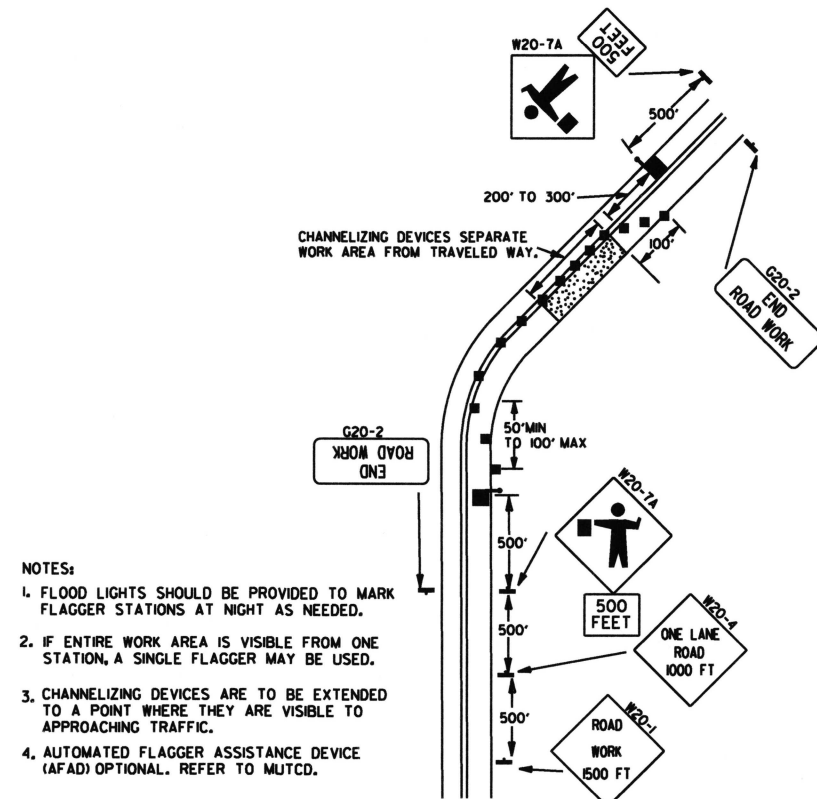 W20-7A
500
FEET
500'
200' TO 300'
CHANNELIZING DEVICES SEPARATE
WORK AREA FROM TRAVELED WAY.
100'
G20-2
END
ROAD WORK
50'MIN
TO 100' MAX
G20-2
END
ROAD WORK
W20-7A
500'
500
FEET
500'
W20-4
ONE LANE
ROAD
1000 FT
500'
W20-1
ROAD
WORK
1500 FT
NOTES:
1. FLOOD LIGHTS SHOULD BE PROVIDED TO MARK
FLAGGER STATIONS AT NIGHT AS NEEDED.
2. IF ENTIRE WORK AREA IS VISIBLE FROM ONE
STATION, A SINGLE FLAGGER MAY BE USED.
3. CHANNELIZING DEVICES ARE TO BE EXTENDED
TO A POINT WHERE THEY ARE VISIBLE TO
APPROACHING TRAFFIC.
4. AUTOMATED FLAGGER ASSISTANCE DEVICE
(AFAD) OPTIONAL. REFER TO MUTCD.